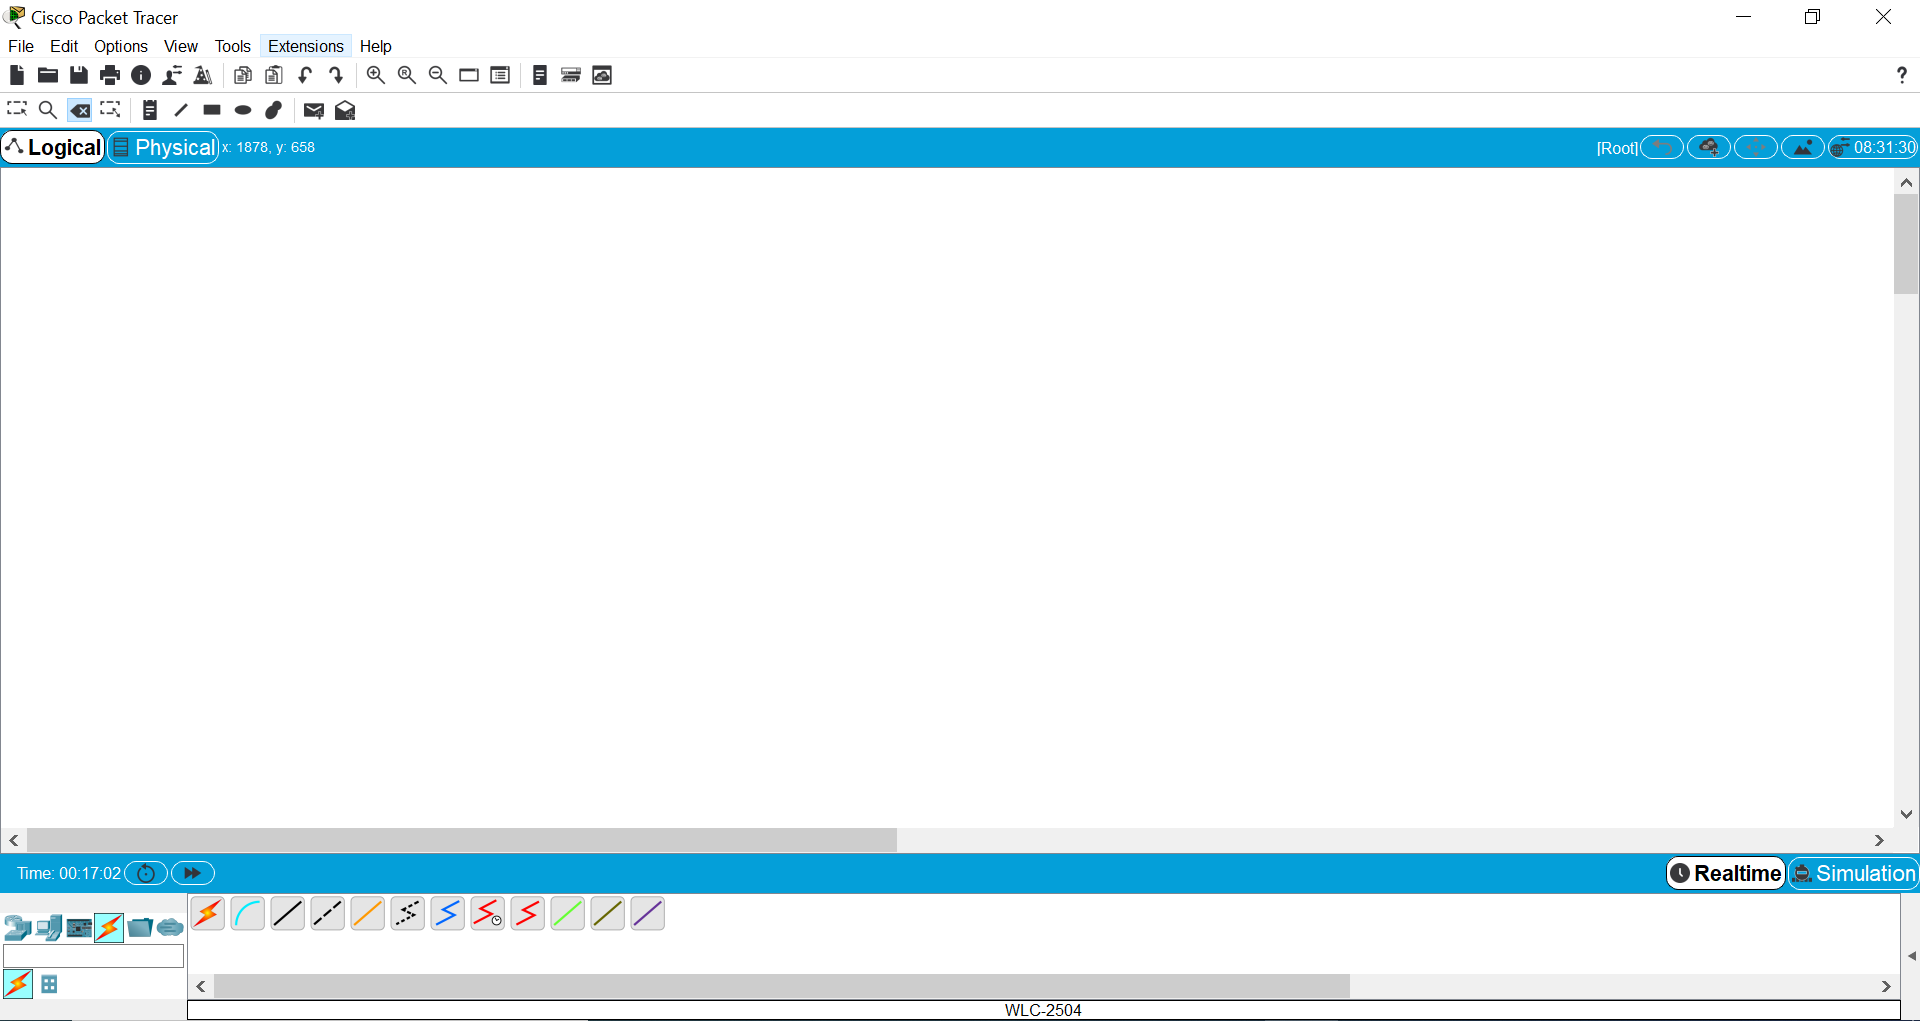 Cisco Packet Tracer
File Edit Options View Tools Extensions Help
?
Logical Physical x: 1878, y: 658 [Root] 08:31:30
Time: 00:17:02 Realtime Simulation
WLC-2504